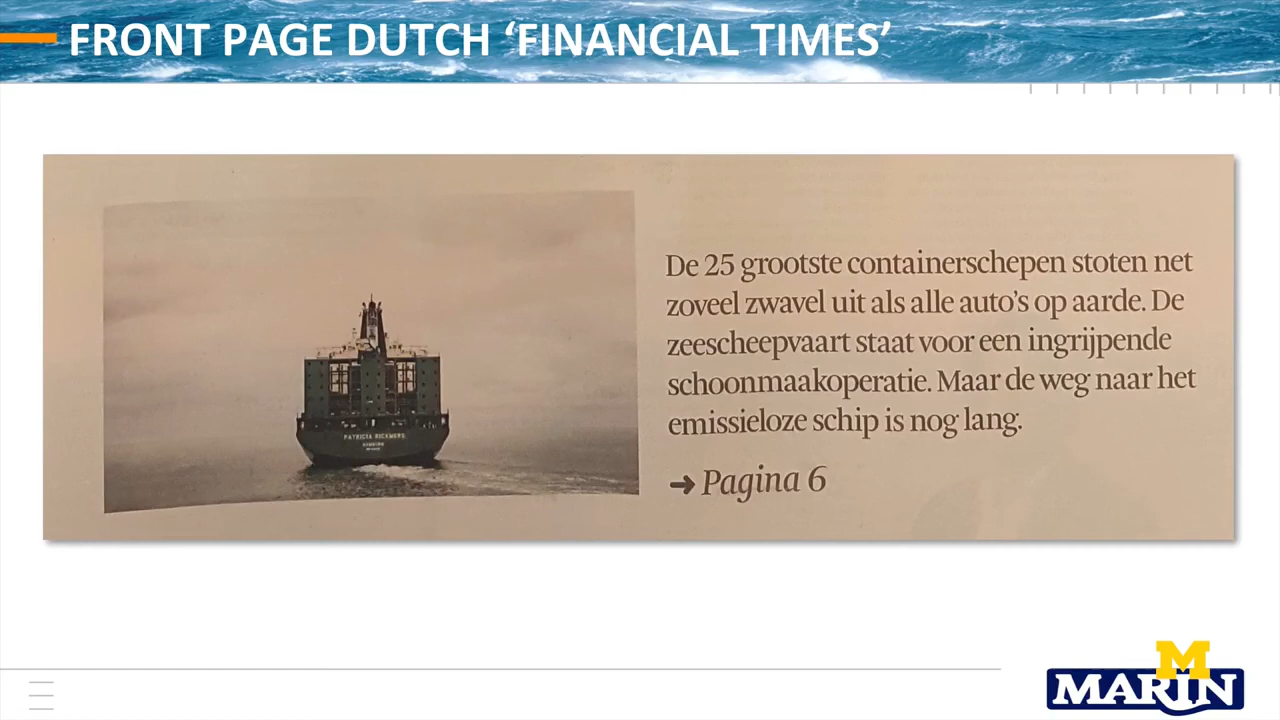 FRONT PAGE DUTCH ‘FINANCIAL TIMES’
De 25 grootste containerschepen stoten net
zoveel zwavel uit als alle auto’s op aarde. De
zeescheepvaart staat voor een ingrijpende
schoonmaakoperatie. Maar de weg naar het
emissieloze schip is nog lang.
➔ Pagina 6
PATRICIA RICKMERS
HAMBURG
M
MARIN